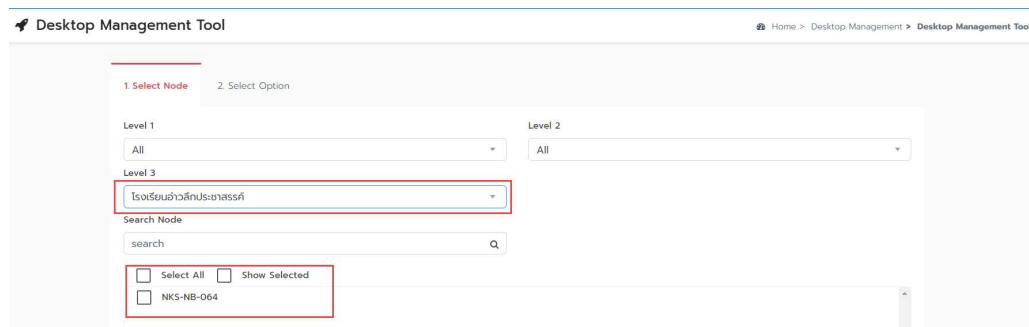 Desktop Management Tool
Home > Desktop Management > Desktop Management Too
1. Select Node 2. Select Option
Level 1 Level 2
All All
Level 3
โรงเรียนอ่าวลึกประชาสรรค์
Search Node
search
Select All Show Selected
NKS-NB-064